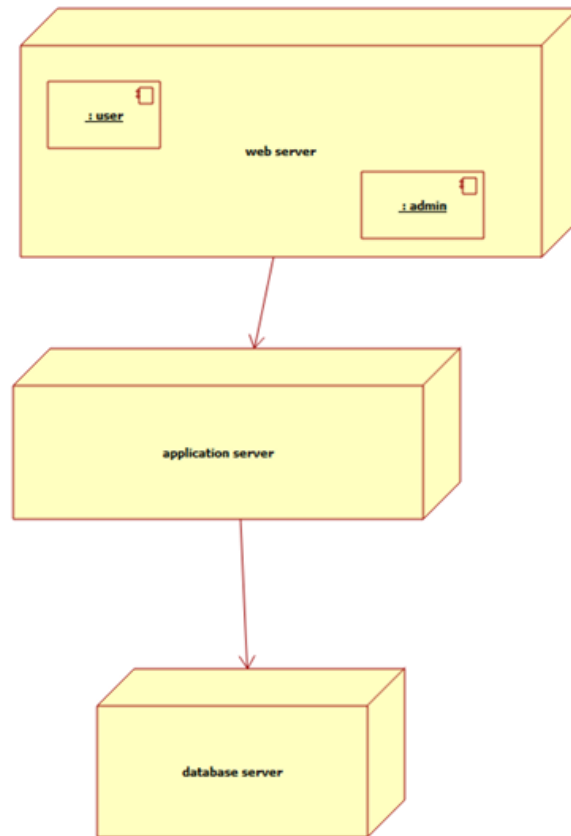 : user
web server
: admin
application server
database server